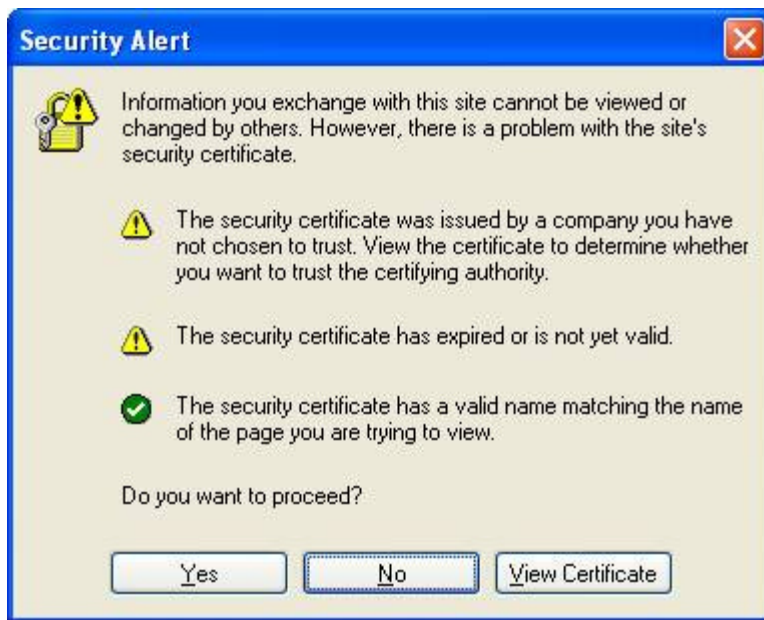 Security Alert
Information you exchange with this site cannot be viewed or
changed by others. However, there is a problem with the site's
security certificate.
The security certificate was issued by a company you have
not chosen to trust. View the certificate to determine whether
you want to trust the certifying authority.
The security certificate has expired or is not yet valid.
The security certificate has a valid name matching the name
of the page you are trying to view.
Do you want to proceed?
Yes No View Certificate